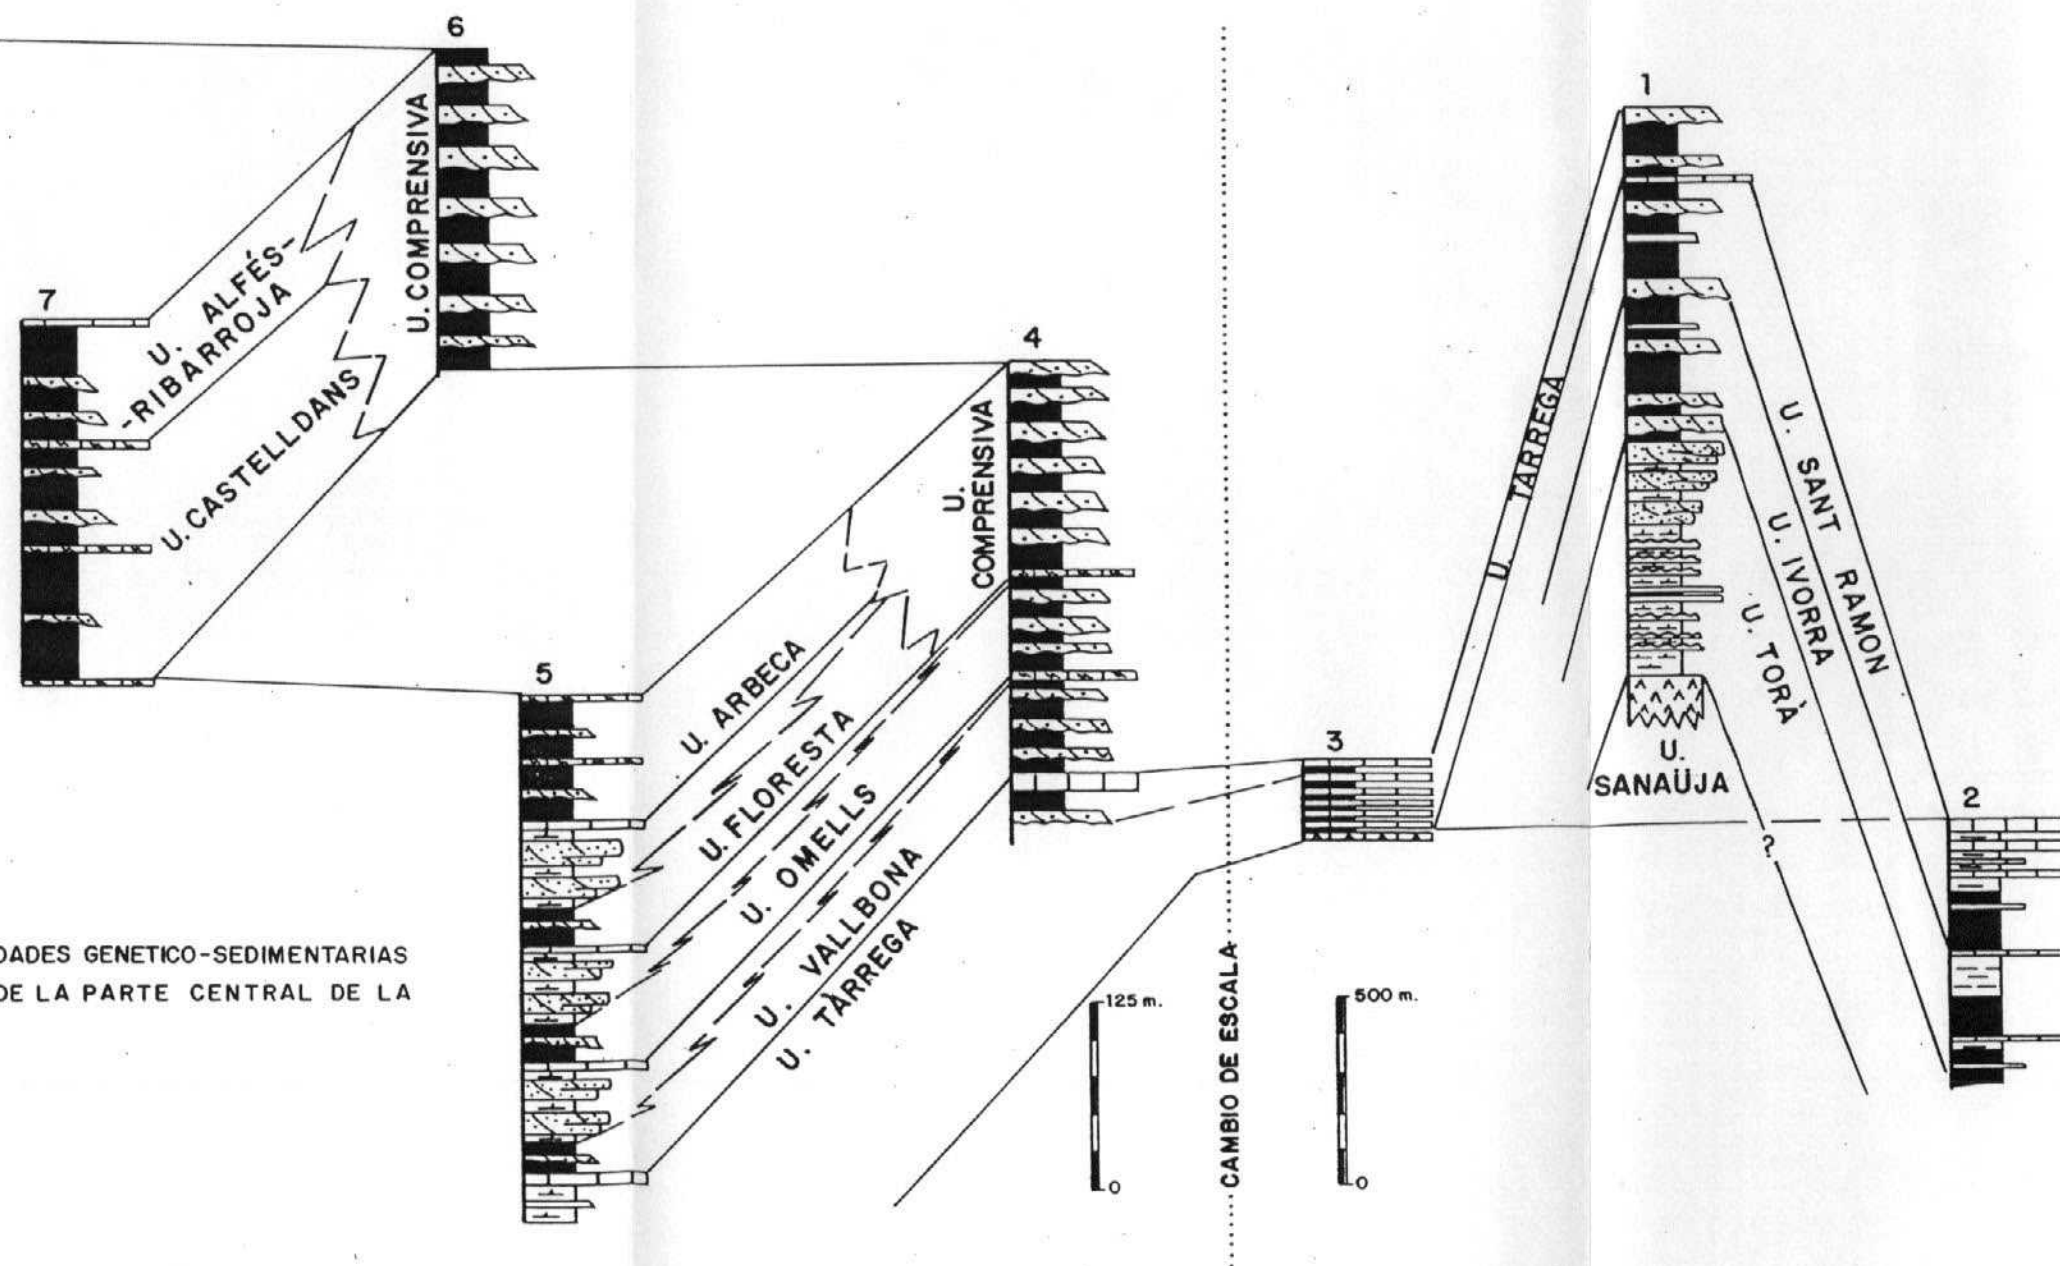 6
1
U. COMPRENSIVA
7
U. ALFÉS-
-RIBARROJA
U. CASTELLDANS
4
U.
COMPRENSIVA
U. TARREGA
U. SANT RAMON
U. IVORRA
U. TORÀ
5
U. ARBECA
U. FLORESTA
U. OMELLS
U. VALLBONA
U. TÀRREGA
3
U.
SANAÜJA
2
?
DADES GENETICO-SEDIMENTARIAS
DE LA PARTE CENTRAL DE LA
125 m.
0
CAMBIO DE ESCALA
500 m.
0